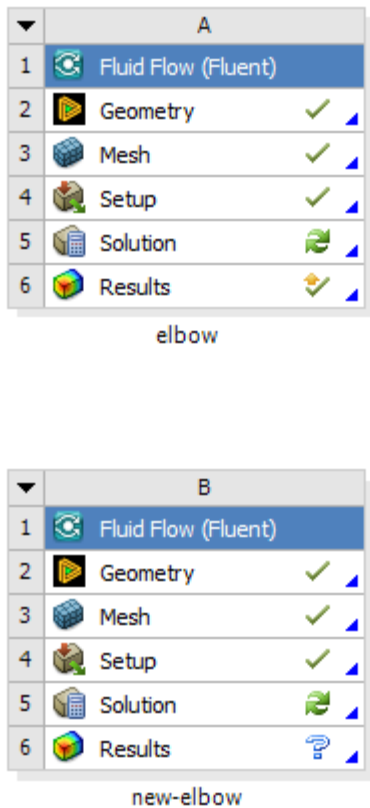 A
1 Fluid Flow (Fluent)
2 Geometry
3 Mesh
4 Setup
5 Solution
6 Results
elbow
B
1 Fluid Flow (Fluent)
2 Geometry
3 Mesh
4 Setup
5 Solution
6 Results
new-elbow